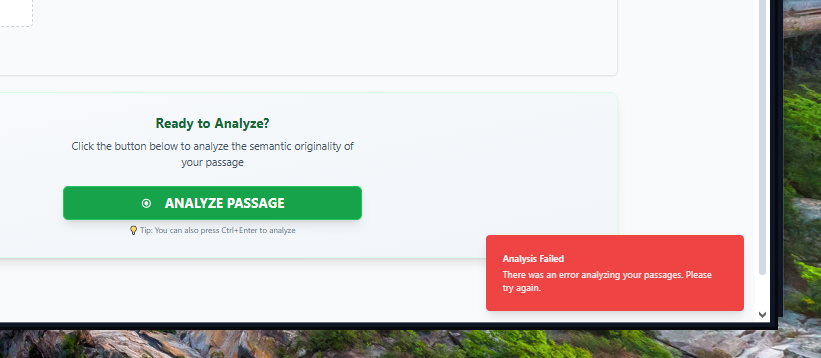 Ready to Analyze?
Click the button below to analyze the semantic originality of
your passage
ANALYZE PASSAGE
💡 Tip: You can also press Ctrl+Enter to analyze
Analysis Failed
There was an error analyzing your passages. Please
try again.